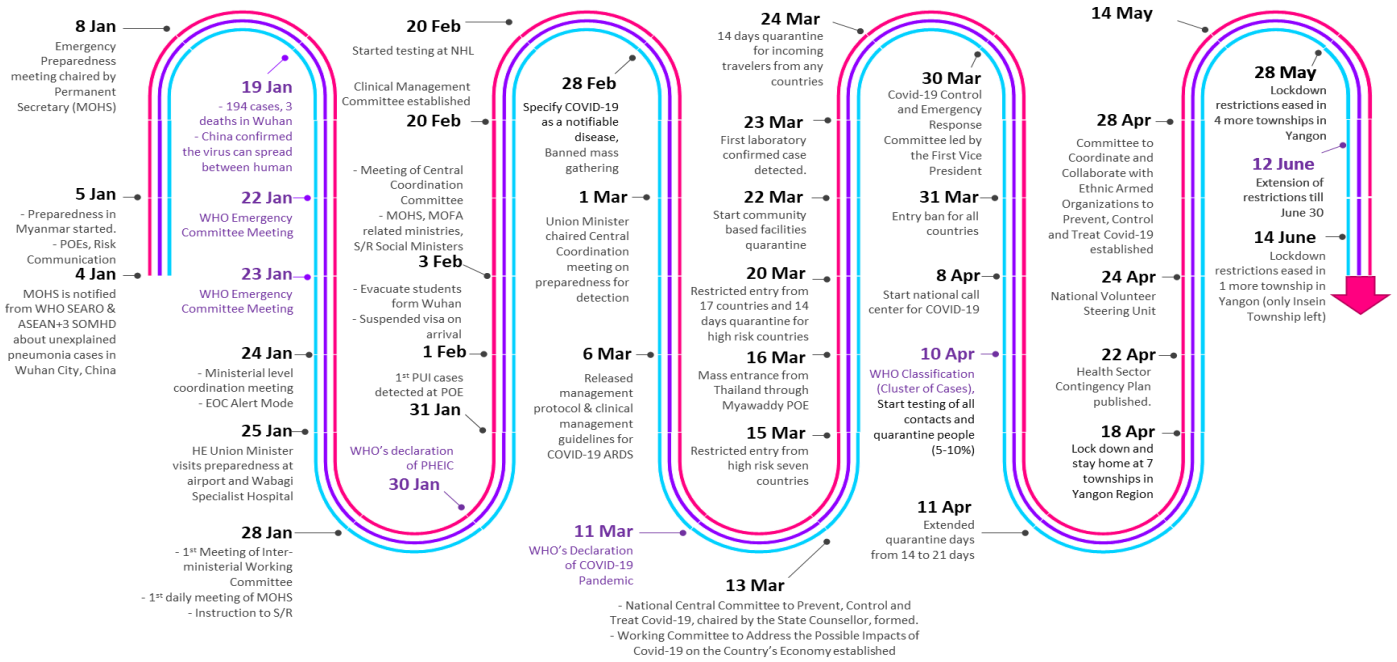 8 Jan
Emergency
Preparedness
meeting chaired by
Permanent
Secretary (MOHS)
5 Jan
- Preparedness in
Myanmar started.
- POEs, Risk
Communication
4 Jan
MOHS is notified
from WHO SEARO &
ASEAN+3 SOMHD
about unexplained
pneumonia cases in
Wuhan City, China
19 Jan
- 194 cases, 3
deaths in Wuhan
- China confirmed
the virus can spread
between human
22 Jan
WHO Emergency
Committee Meeting
23 Jan
WHO Emergency
Committee Meeting
24 Jan
- Ministerial level
coordination meeting
- EOC Alert Mode
25 Jan
HE Union Minister
visits preparedness at
airport and Wabagi
Specialist Hospital
28 Jan
- 1st Meeting of Inter-
ministerial Working
Committee
- 1st daily meeting of MOHS
- Instruction to S/R
20 Feb
Started testing at NHL
Clinical Management
Committee established
20 Feb
- Meeting of Central
Coordination
Committee
- MOHS, MOFA
related ministries,
S/R Social Ministers
3 Feb
- Evacuate students
form Wuhan
- Suspended visa on
arrival
1 Feb
1st PUI cases
detected at POE
31 Jan
WHO's declaration
of PHEIC
30 Jan
28 Feb
Specify COVID-19
as a notifiable
disease,
Banned mass
gathering
1 Mar
Union Minister
chaired Central
Coordination
meeting on
preparedness for
detection
6 Mar
Released
management
protocol & clinical
management
guidelines for
COVID-19 ARDS
11 Mar
WHO's Declaration
of COVID-19
Pandemic
13 Mar
- National Central Committee to Prevent, Control and
Treat Covid-19, chaired by the State Counsellor, formed.
- Working Committee to Address the Possible Impacts of
Covid-19 on the Country's Economy established
24 Mar
14 days quarantine
for incoming
travelers from any
countries
23 Mar
First laboratory
confirmed case
detected.
22 Mar
Start community
based facilities
quarantine
20 Mar
Restricted entry from
17 countries and 14
days quarantine for
high risk countries
16 Mar
Mass entrance from
Thailand through
Myawaddy POE
15 Mar
Restricted entry from
high risk seven
countries
30 Mar
Covid-19 Control
and Emergency
Response
Committee led by
the First Vice
President
31 Mar
Entry ban for all
countries
8 Apr
Start national call
center for COVID-19
10 Apr
WHO Classification
(Cluster of Cases),
Start testing of all
contacts and
quarantine people
(5-10%)
11 Apr
Extended
quarantine days
from 14 to 21 days
14 May
28 Apr
Committee to
Coordinate and
Collaborate with
Ethnic Armed
Organizations to
Prevent, Control
and Treat Covid-19
established
24 Apr
National Volunteer
Steering Unit
22 Apr
Health Sector
Contingency Plan
published.
18 Apr
Lock down and
stay home at 7
townships in
Yangon Region
28 May
Lockdown
restrictions eased in
4 more townships in
Yangon
12 June
Extension of
restrictions till
June 30
14 June
Lockdown
restrictions eased in
1 more township in
Yangon (only Insein
Township left)